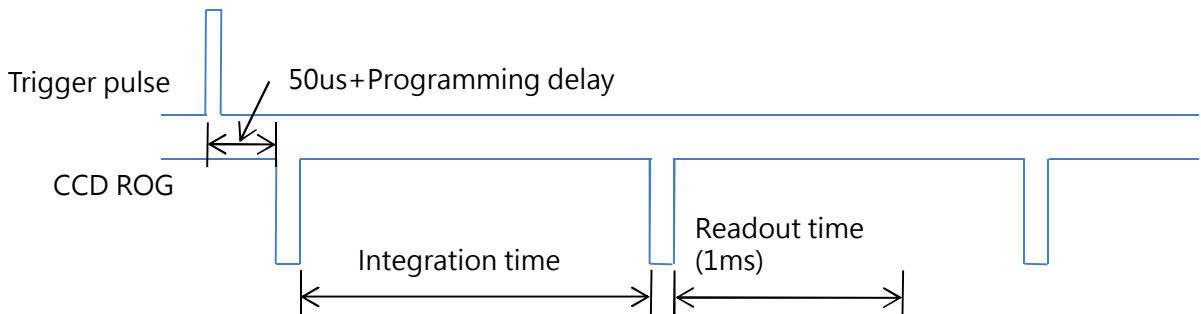 Trigger pulse
50us+Programming delay
CCD ROG
Integration time
Readout time
(1ms)